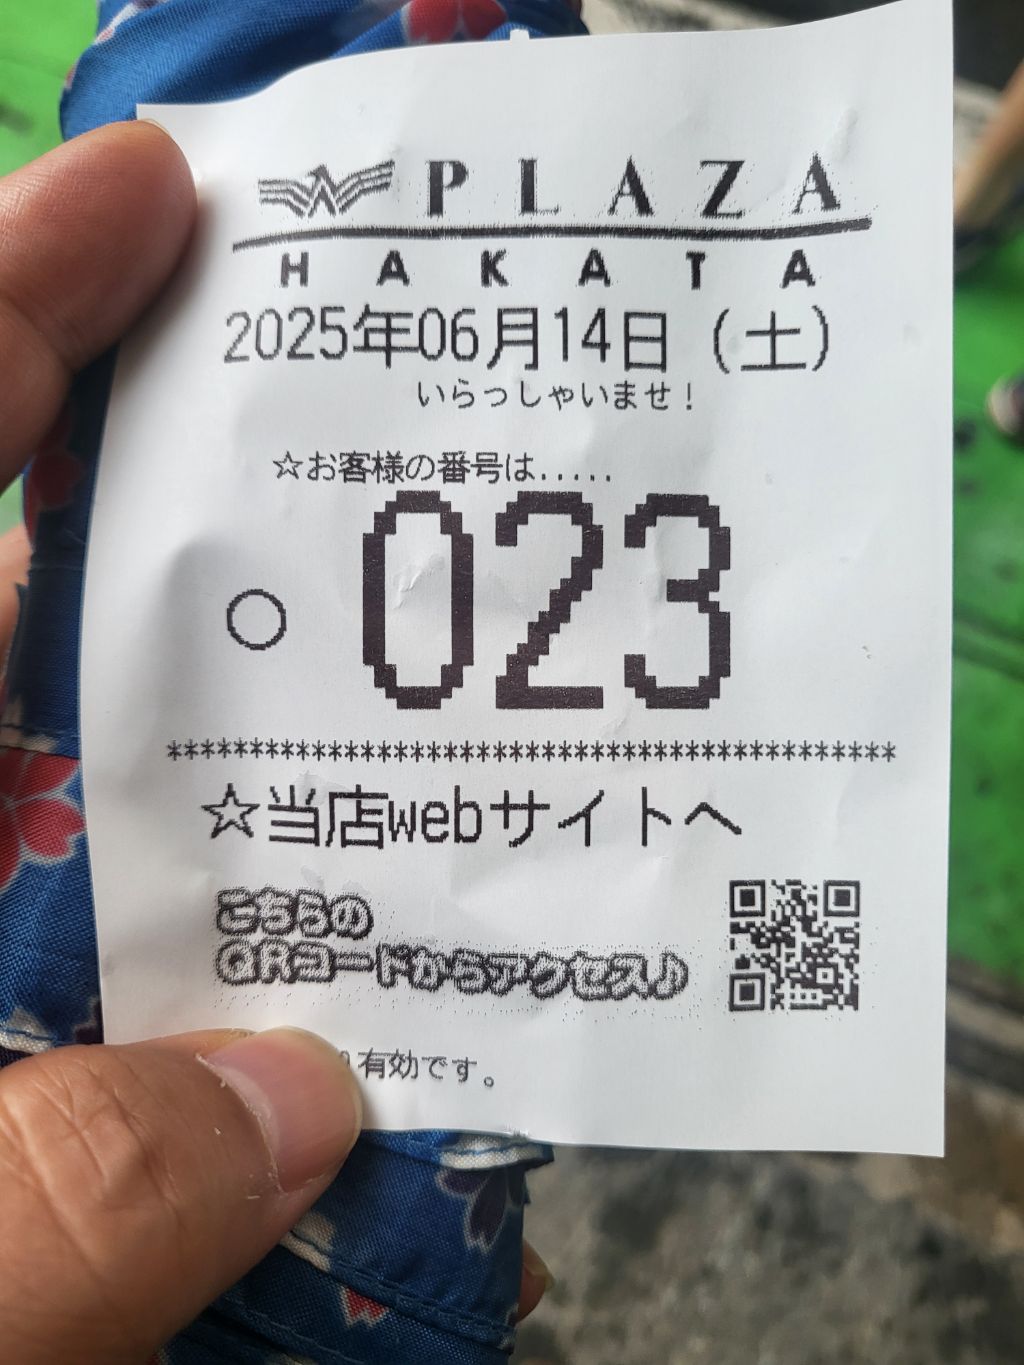 PLAZA
HAKATA
2025年06月14日（土）
いらっしゃいませ！
☆お客様の番号は.....
○ 023
********************************************
☆当店webサイトへ
こちらの
QRコードからアクセス♪
有効です。